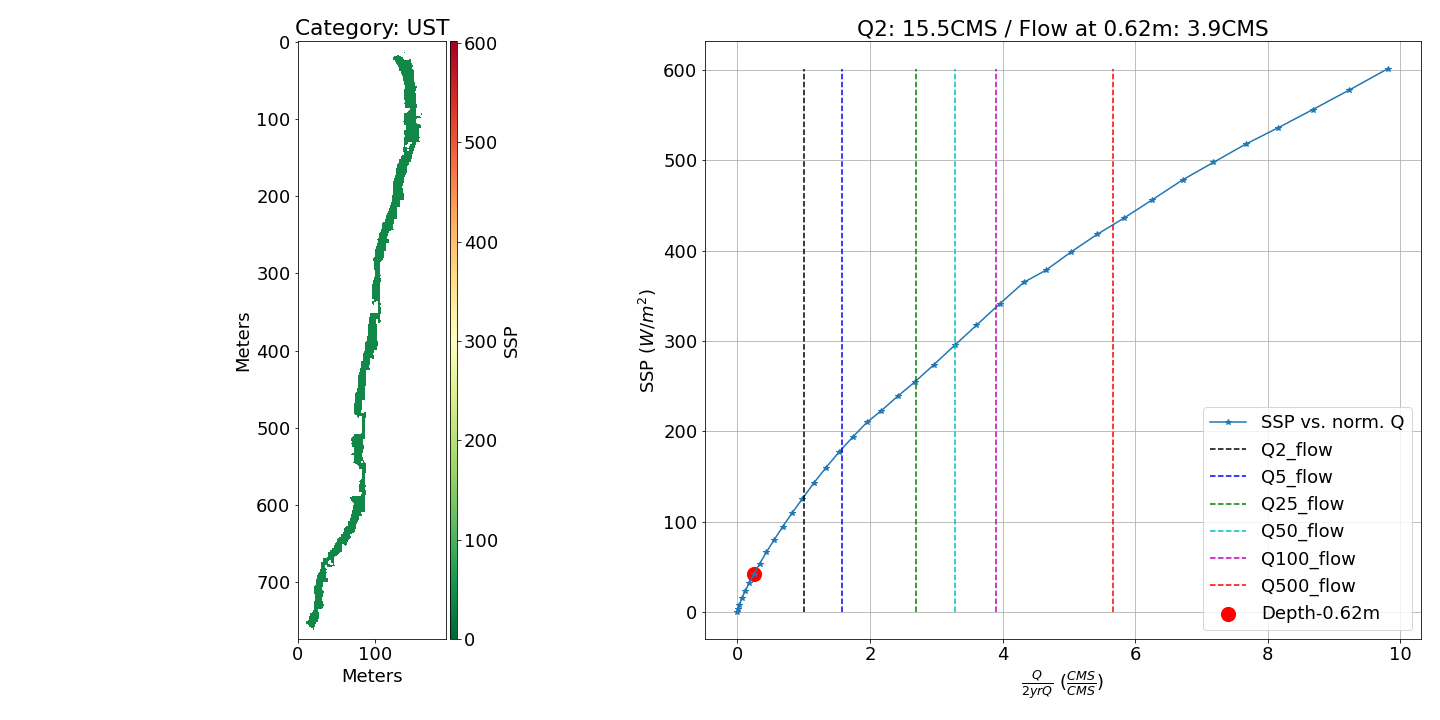 Category: UST
0
100
200
300
400
500
600
700
Meters
0 100
Meters
600
500
400
300
200
100
0
SSP
Q2: 15.5CMS / Flow at 0.62m: 3.9CMS
600
500
400
300
200
100
0
SSP (W/m²)
0 2 4 6 8 10
Q/2yrQ (CMS/CMS)
SSP vs. norm. Q
Q2_flow
Q5_flow
Q25_flow
Q50_flow
Q100_flow
Q500_flow
Depth-0.62m